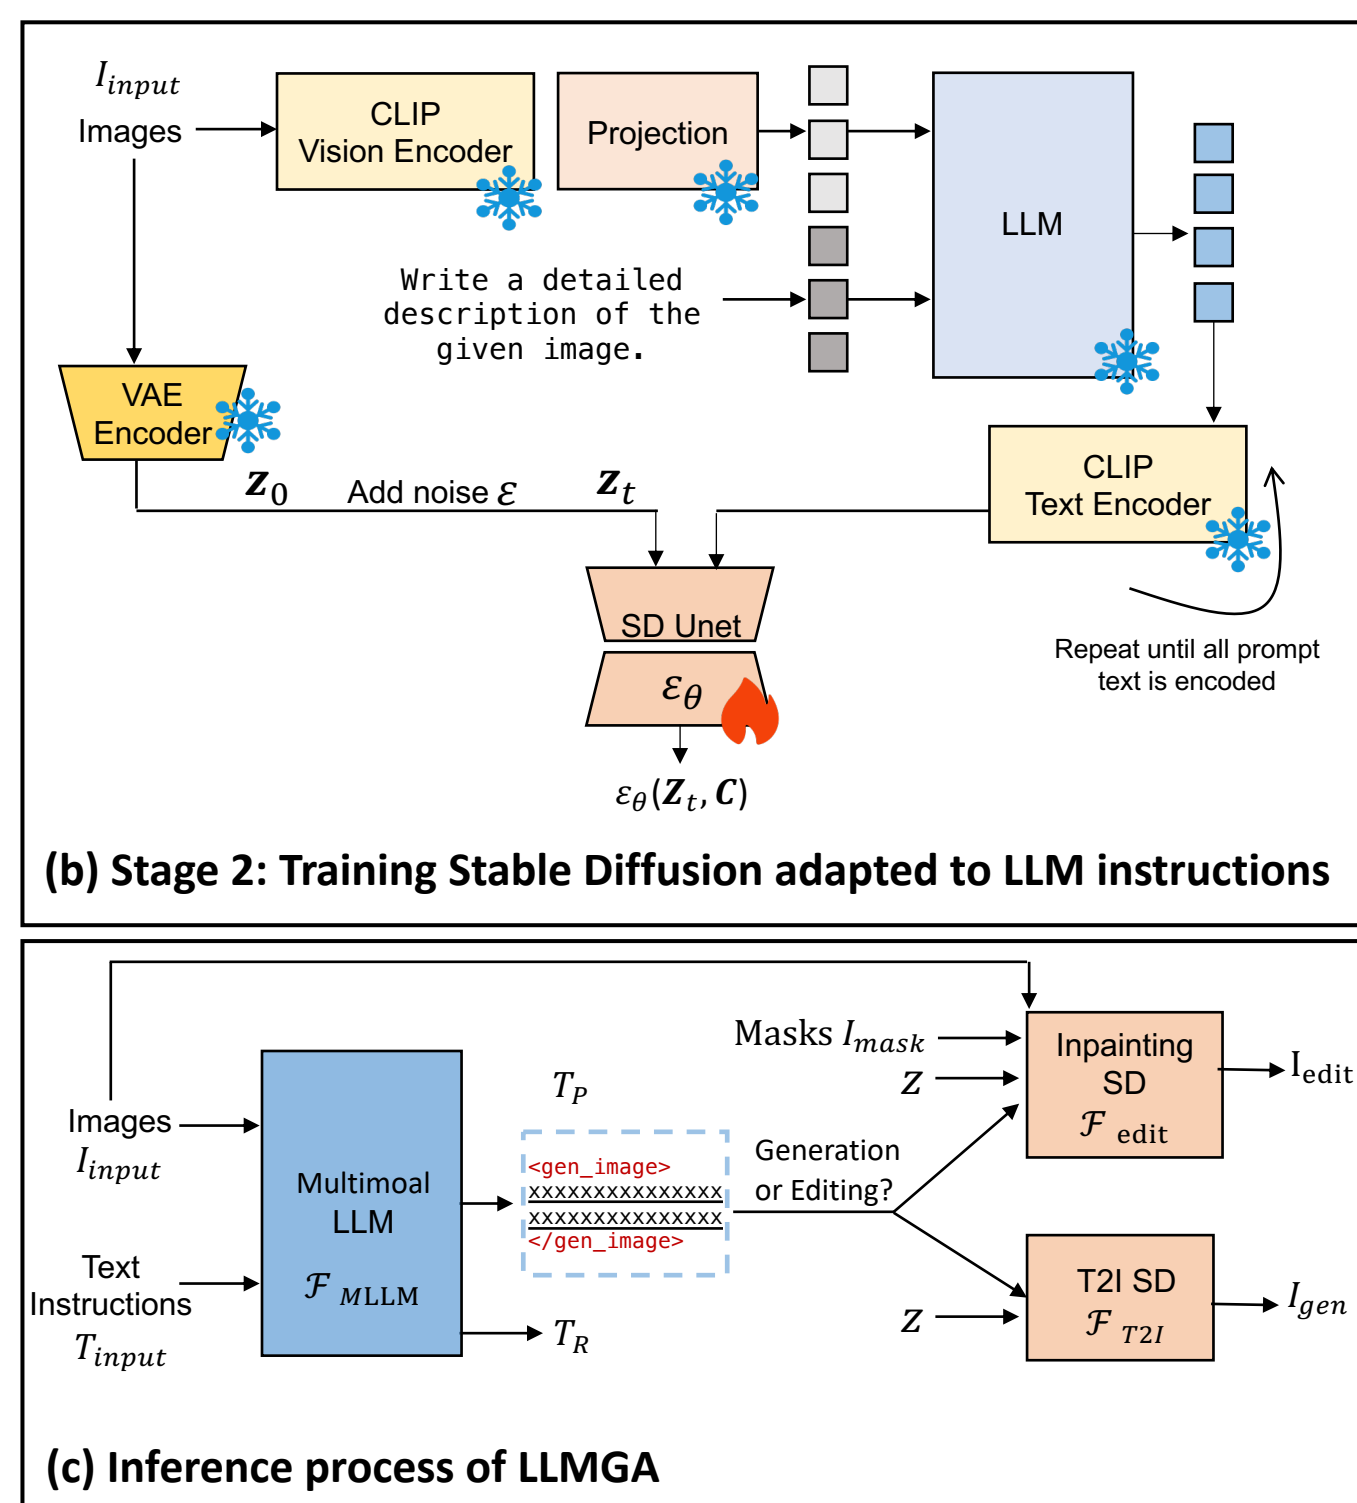 I_input
Images
CLIP
Vision Encoder
Projection
LLM
Write a detailed
description of the
given image.
VAE
Encoder
Z_0
Add noise ℰ
Z_t
CLIP
Text Encoder
SD Unet
ε_θ
Repeat until all prompt
text is encoded
ε_θ(Z_t, C)
(b) Stage 2: Training Stable Diffusion adapted to LLM instructions
Masks I_mask
z
Inpainting
SD
ℱ edit
I_edit
Images
I_input
Multimoal
LLM
ℱ MLLM
T_P
<gen_image>
xxxxxxxxxxxxxxx
xxxxxxxxxxxxxxx
</gen_image>
Generation
or Editing?
Text
Instructions
T_input
T_R
z
T2I SD
ℱ T2I
I_gen
(c) Inference process of LLMGA